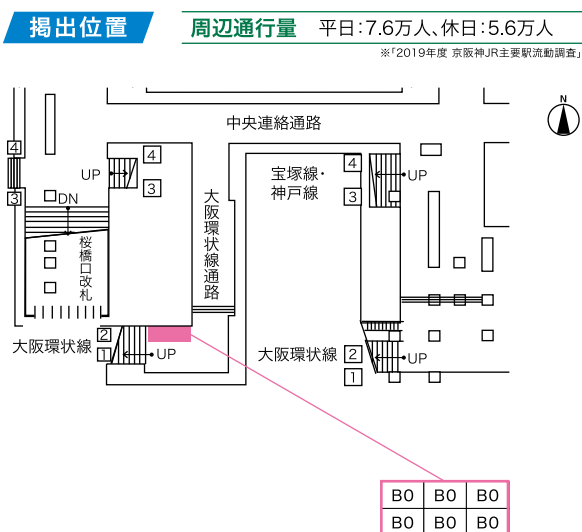 掲出位置
周辺通行量 平日:7.6万人、休日:5.6万人
※「2019年度 京阪神JR主要駅流動調査」
N
中央連絡通路
4
4
4
UP
宝塚線・
神戸線
UP
3
3
3
DN
大阪環状線通路
桜橋口改札
2
大阪環状線
1
UP
大阪環状線
2
UP
1
B0 B0 B0
B0 B0 B0